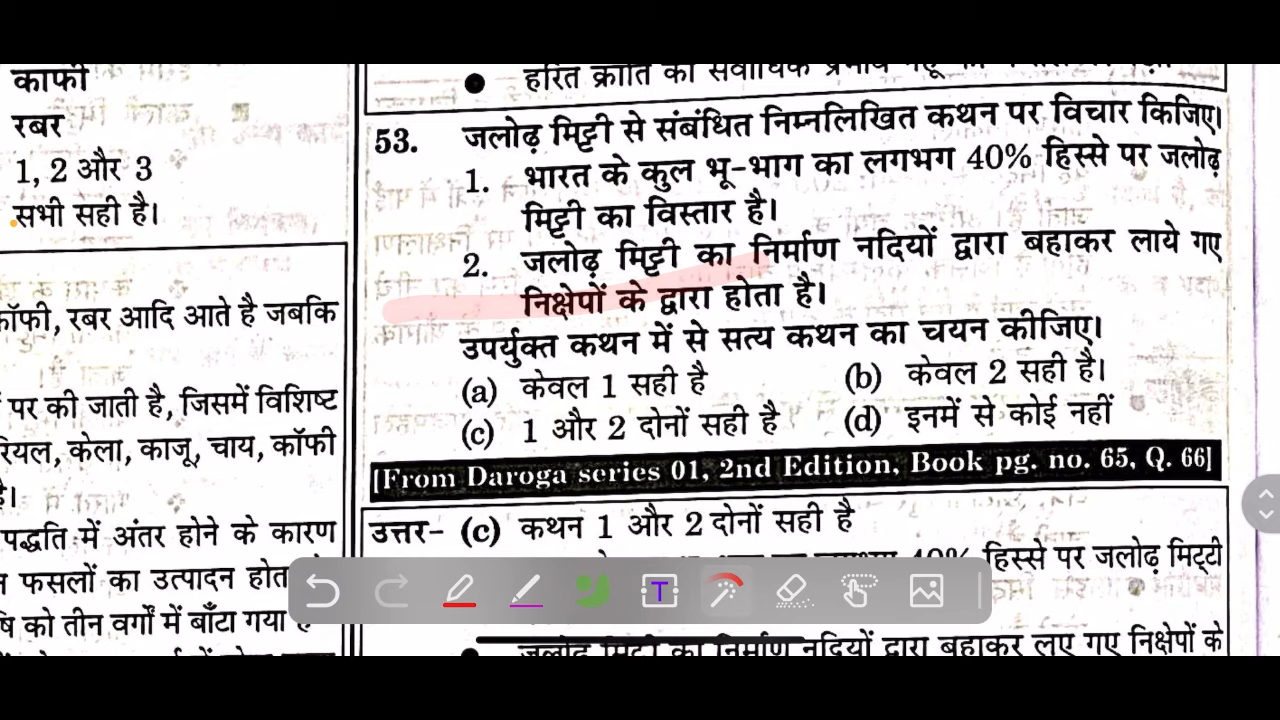 काफी
रबर
1, 2 और 3
सभी सही है।
कॉफी, रबर आदि आते है जबकि
पर की जाती है, जिसमें विशिष्ट
केला, काजू, चाय, कॉफी
है।
पद्धति में अंतर होने के कारण
फसलों का उत्पादन
को तीन वर्गों में बाँटा गया
● हरित क्रांति का सर्वाधिक
53. जलोढ़ मिट्टी से संबंधित निम्नलिखित कथन पर विचार किजिए।
1. भारत के कुल भू-भाग का लगभग 40% हिस्से पर जलोढ़
मिट्टी का विस्तार है।
2. जलोढ़ मिट्टी का निर्माण नदियों द्वारा बहाकर लाये गए
निक्षेपों के द्वारा होता है।
उपर्युक्त कथन में से सत्य कथन का चयन कीजिए।
(a) केवल 1 सही है (b) केवल 2 सही है।
(c) 1 और 2 दोनों सही है (d) इनमें से कोई नहीं
[From Daroga series 01, 2nd Edition, Book pg. no. 65, Q. 66]
उत्तर- (c) कथन 1 और 2 दोनों सही है
40% हिस्से पर जलोढ़ मिट्टी
T
● जलोढ़ मिट्टी का निर्माण नदियों द्वारा बहाकर लए गए निक्षेपों के